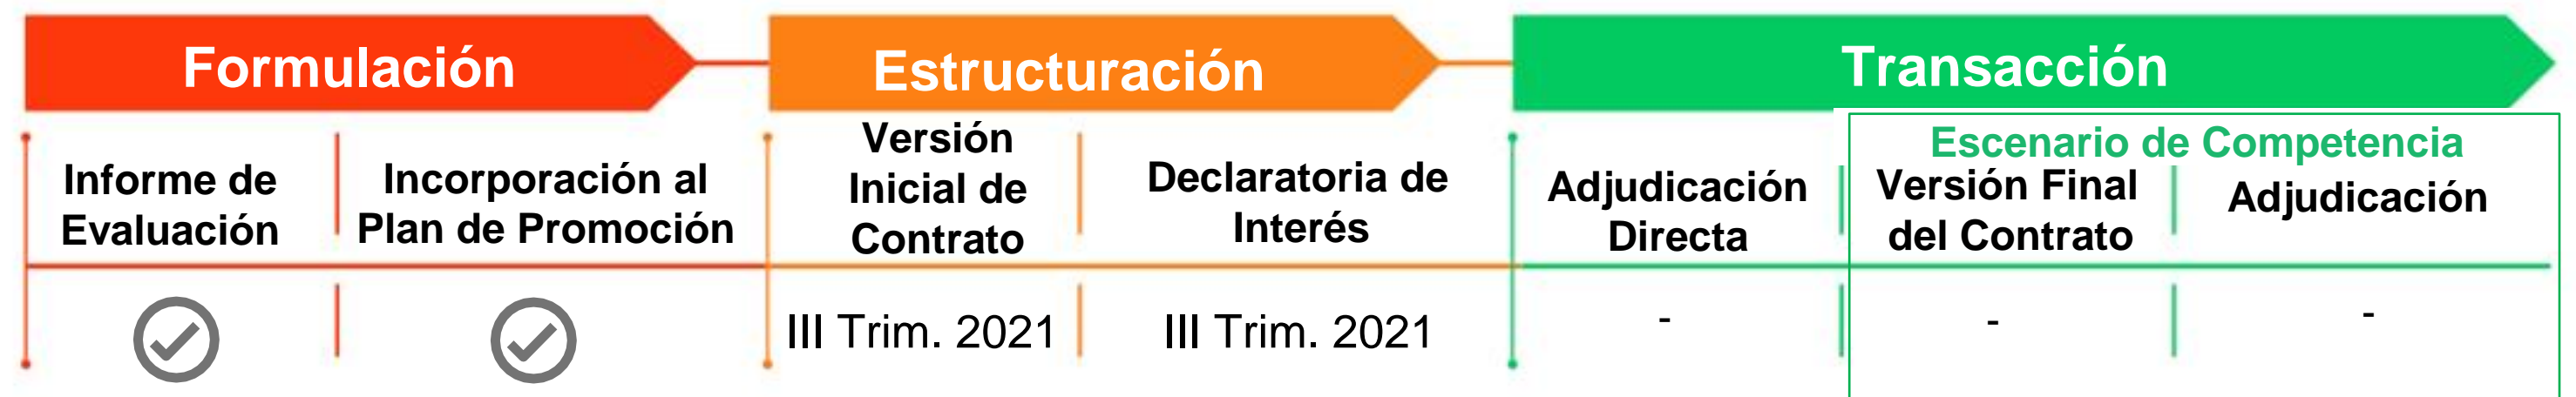 Formulación
Estructuración
Transacción
Informe de
Evaluación
Incorporación al
Plan de Promoción
Versión
Inicial de
Contrato
Declaratoria de
Interés
Adjudicación
Directa
Escenario de Competencia
Versión Final
del Contrato
Adjudicación
III Trim. 2021
III Trim. 2021
-
-
-